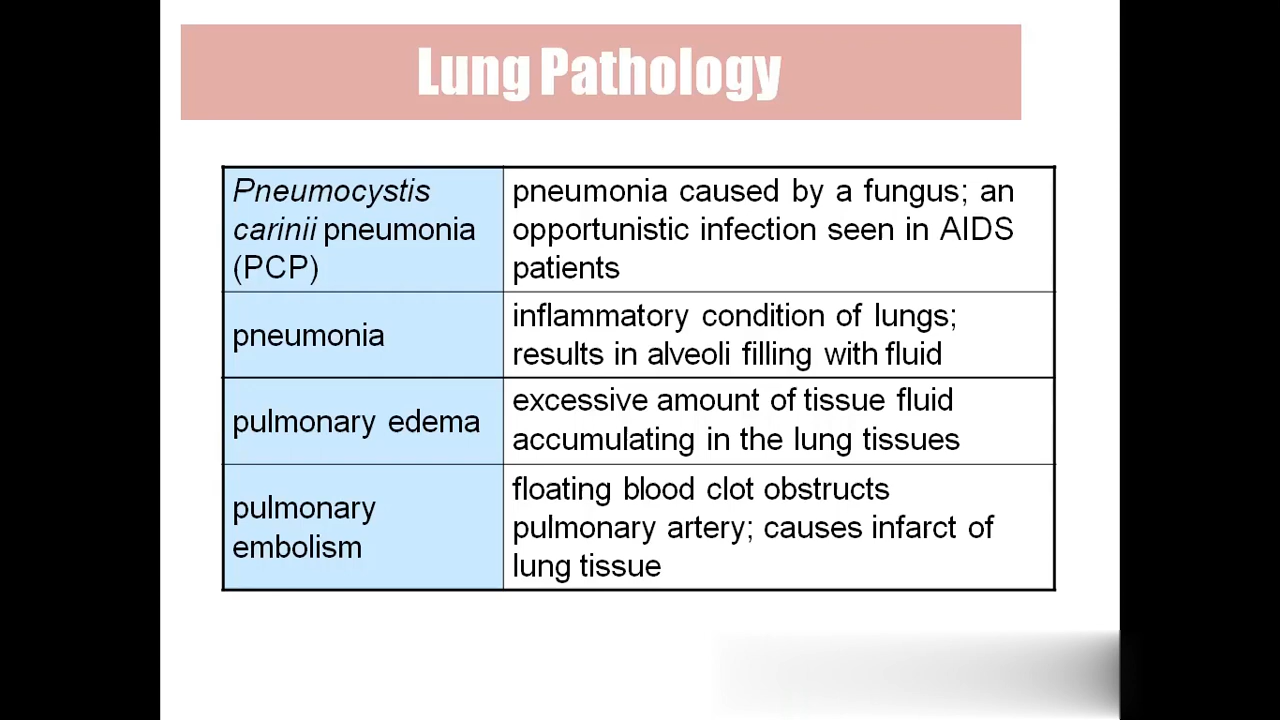 Lung Pathology
Pneumocystis
carinii pneumonia
(PCP)
pneumonia caused by a fungus; an
opportunistic infection seen in AIDS
patients
pneumonia
inflammatory condition of lungs;
results in alveoli filling with fluid
pulmonary edema
excessive amount of tissue fluid
accumulating in the lung tissues
pulmonary
embolism
floating blood clot obstructs
pulmonary artery; causes infarct of
lung tissue